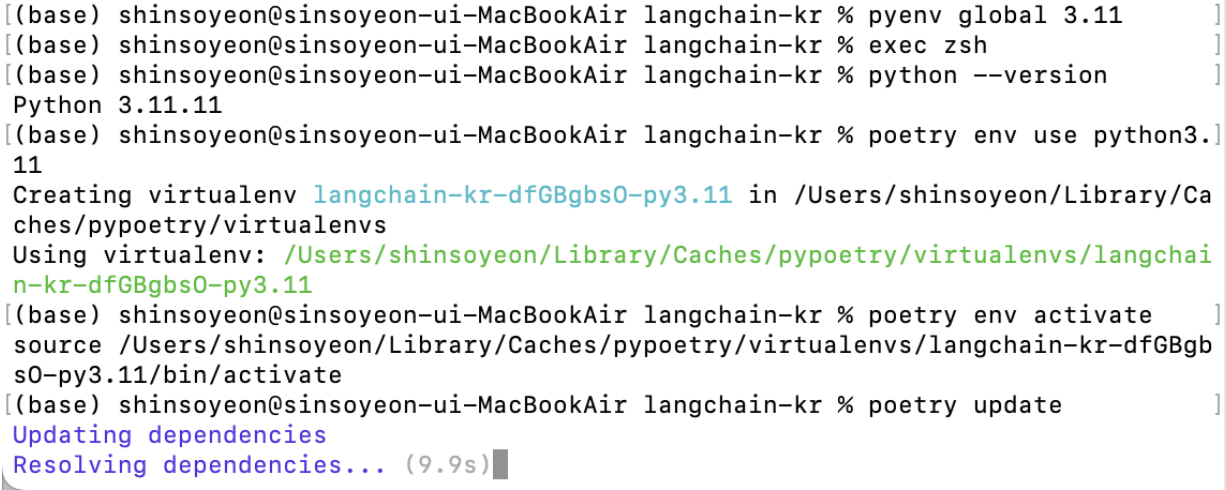 [(base) shinsoyeon@sinsoyeon-ui-MacBookAir langchain-kr % pyenv global 3.11 ]
[(base) shinsoyeon@sinsoyeon-ui-MacBookAir langchain-kr % exec zsh ]
[(base) shinsoyeon@sinsoyeon-ui-MacBookAir langchain-kr % python --version ]
Python 3.11.11
[(base) shinsoyeon@sinsoyeon-ui-MacBookAir langchain-kr % poetry env use python3.]
11
Creating virtualenv langchain-kr-dfGBgbsO-py3.11 in /Users/shinsoyeon/Library/Ca
ches/pypoetry/virtualenvs
Using virtualenv: /Users/shinsoyeon/Library/Caches/pypoetry/virtualenvs/langchai
n-kr-dfGBgbsO-py3.11
[(base) shinsoyeon@sinsoyeon-ui-MacBookAir langchain-kr % poetry env activate ]
source /Users/shinsoyeon/Library/Caches/pypoetry/virtualenvs/langchain-kr-dfGBgb
sO-py3.11/bin/activate
[(base) shinsoyeon@sinsoyeon-ui-MacBookAir langchain-kr % poetry update ]
Updating dependencies
Resolving dependencies... (9.9s)